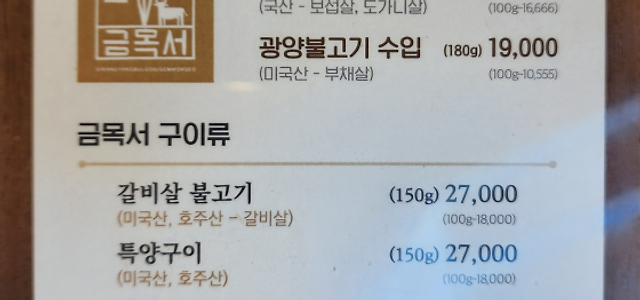 (국산 - 보섭살, 도가니살) (100g-16,666)
금목서
광양불고기 수입 (180g) 19,000
(미국산 - 부채살) (100g-10,555)
금목서 구이류
갈비살 불고기 (150g) 27,000
(미국산, 호주산 - 갈비살) (100g-18,000)
특양구이 (150g) 27,000
(미국산, 호주산) (100g-18,000)